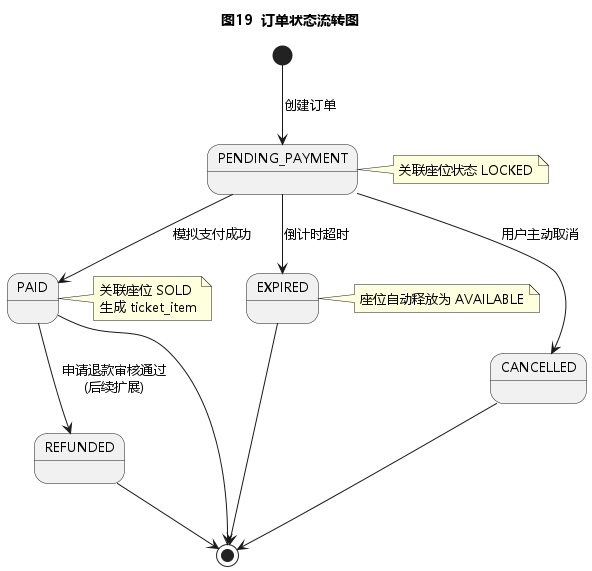 图19 订单状态流转图
创建订单
PENDING_PAYMENT
关联座位状态 LOCKED
模拟支付成功
倒计时超时
用户主动取消
PAID
关联座位 SOLD
生成 ticket_item
EXPIRED
座位自动释放为 AVAILABLE
CANCELLED
申请退款审核通过
(后续扩展)
REFUNDED